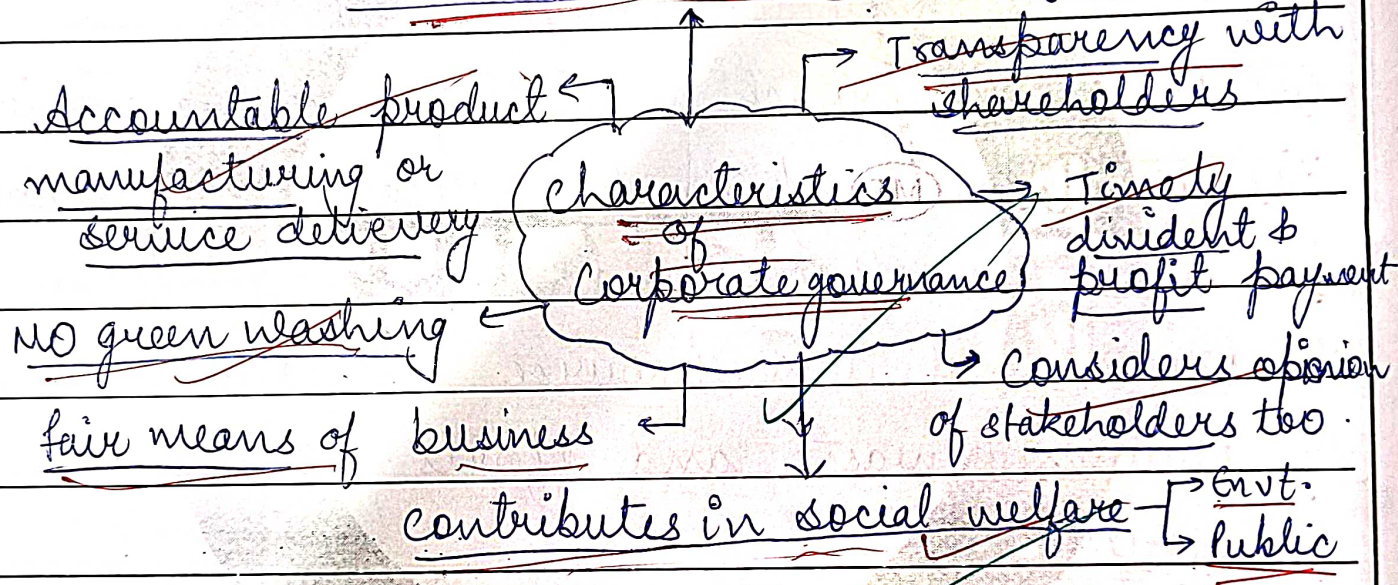 Transparency with
shareholders
Accountable product
manufacturing or
service delievery
Characteristics
of
Corporate governance
Timely
divident &
profit payment
No green washing
Considers opinion
of stakeholders too.
fair means of business
contributes in social welfare
Envt.
Public